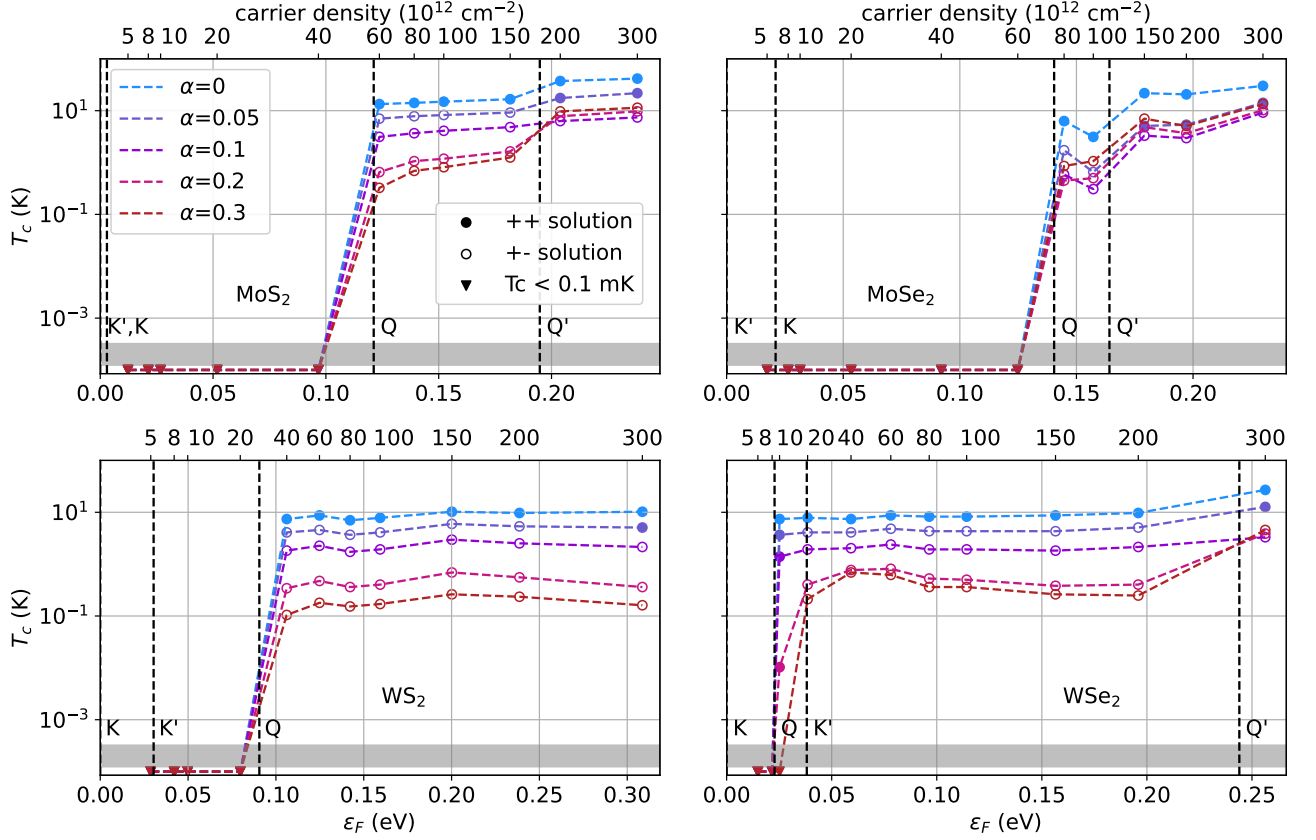 carrier density (10¹² cm⁻²)
5 8 10 20 40 60 80 100 150 200 300
α=0
α=0.05
α=0.1
α=0.2
α=0.3
++ solution
+- solution
Tc < 0.1 mK
MoS₂
K',K
Q
Q'
T_c (K)
10¹
10⁻¹
10⁻³
0.00 0.05 0.10 0.15 0.20
carrier density (10¹² cm⁻²)
5 8 10 20 40 60 80 100 150 200 300
MoSe₂
K'
K
Q
Q'
0.00 0.05 0.10 0.15 0.20
5 8 10 20 40 60 80 100 150 200 300
WS₂
K
K'
Q
T_c (K)
10¹
10⁻¹
10⁻³
0.00 0.05 0.10 0.15 0.20 0.25 0.30
ε_F (eV)
5 8 10 20 40 60 80 100 150 200 300
WSe₂
K
Q
K'
Q'
0.00 0.05 0.10 0.15 0.20 0.25
ε_F (eV)